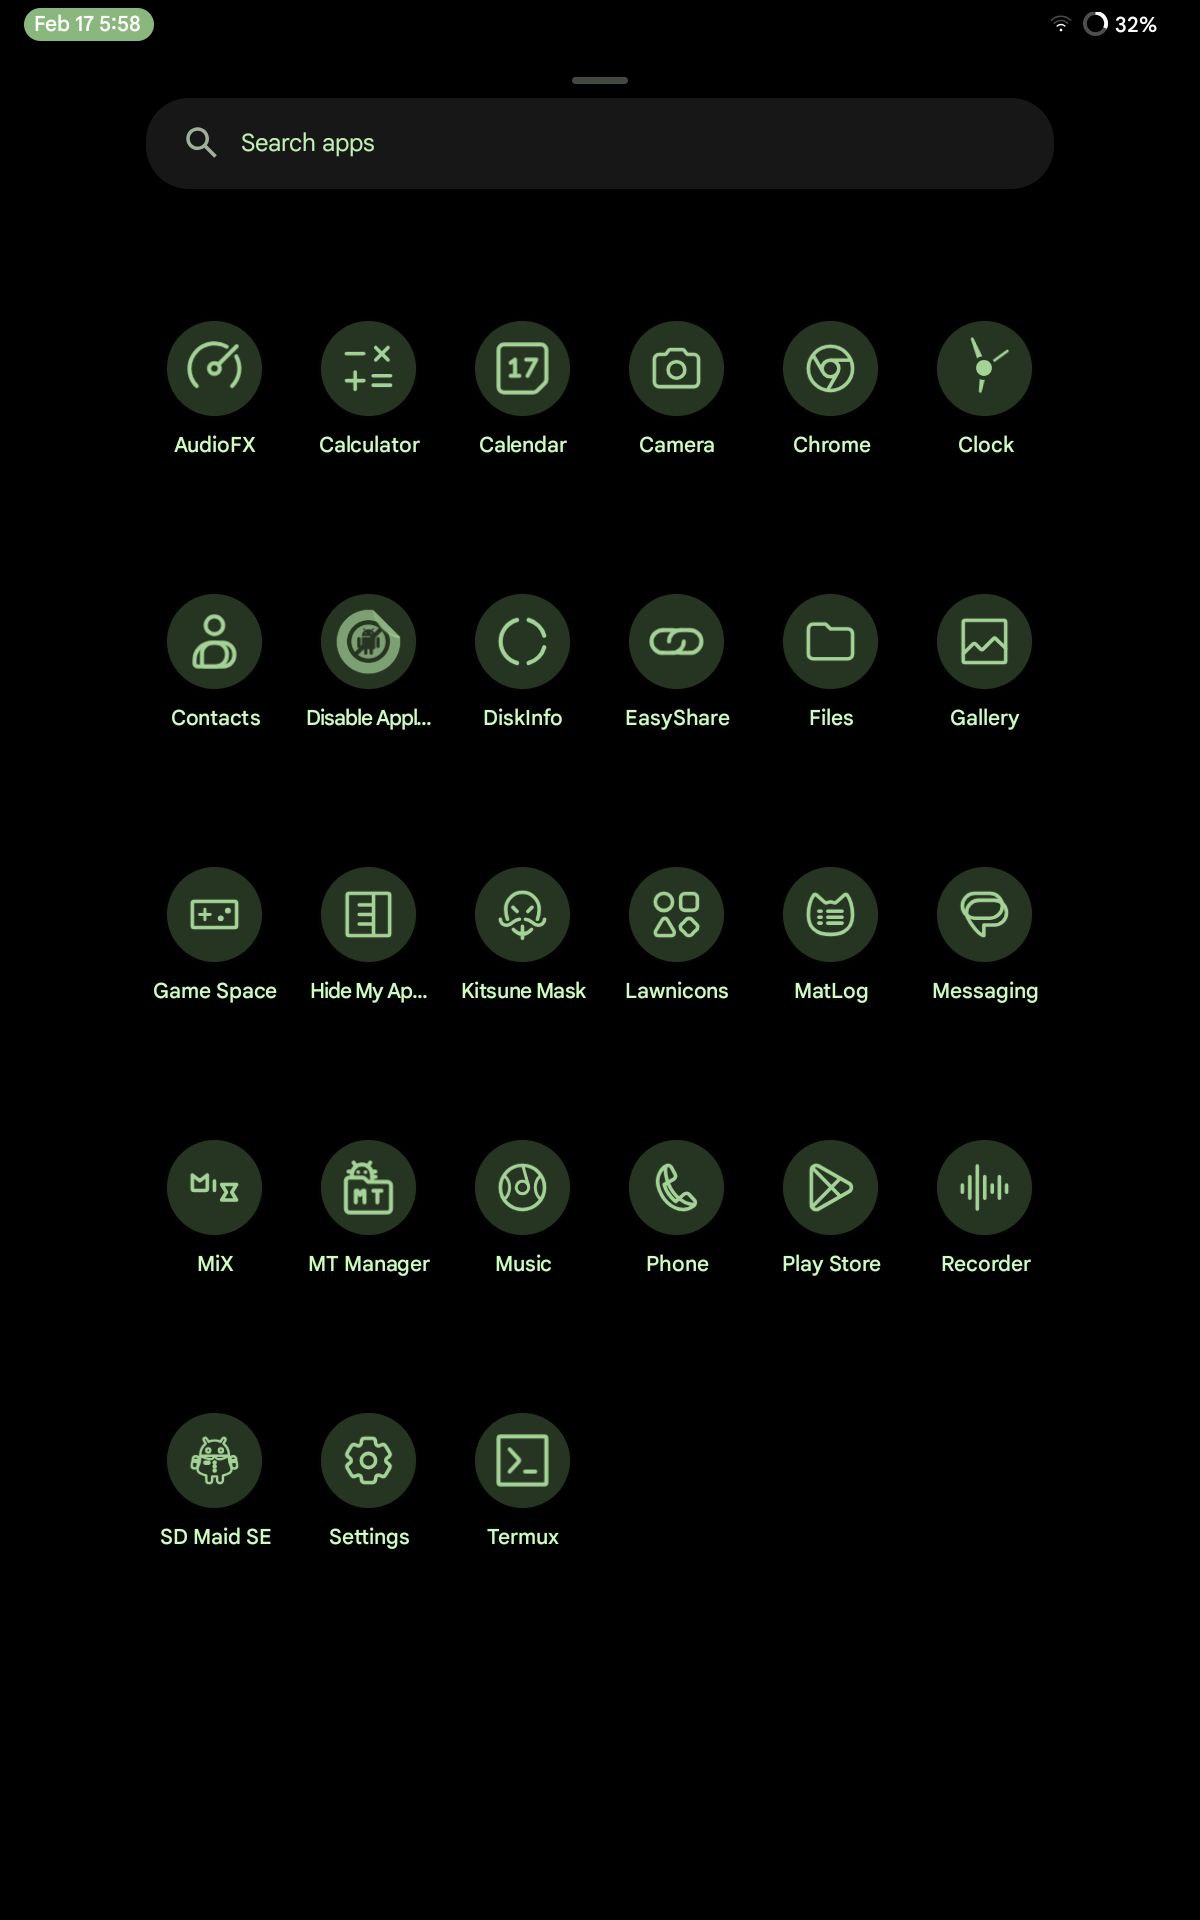 Feb 17 5:58
32%
Search apps
17
AudioFX
Calculator
Calendar
Camera
Chrome
Clock
Contacts
Disable Appl...
DiskInfo
EasyShare
Files
Gallery
Game Space
Hide My Ap...
Kitsune Mask
Lawnicons
MatLog
Messaging
MiX
MT
MiX
MT Manager
Music
Phone
Play Store
Recorder
SD Maid SE
Settings
Termux